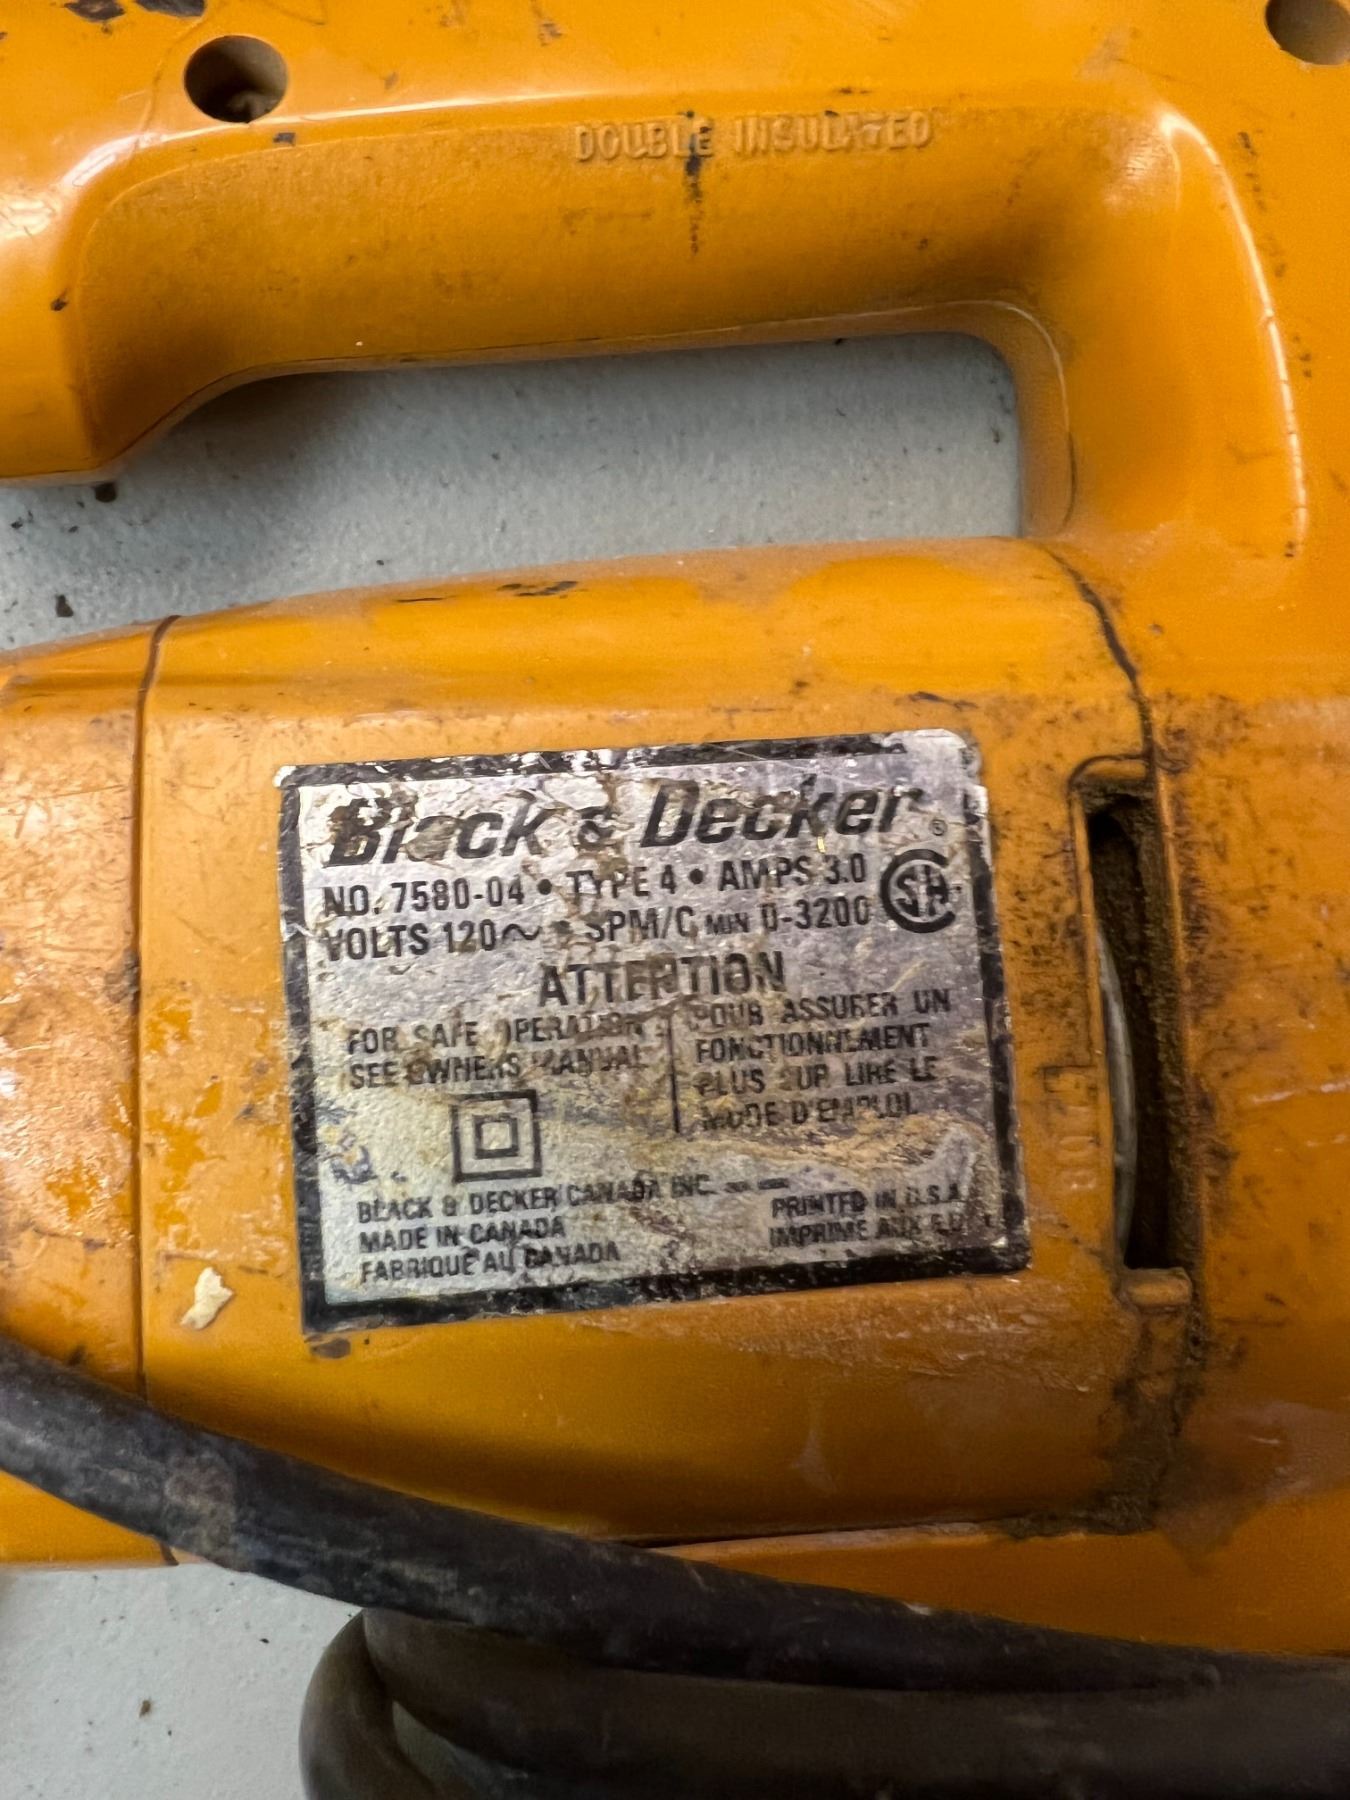 DOUBLE INSULATED
Black & Decker ®
NO. 7580-04 • TYPE 4 • AMPS 3.0
VOLTS 120~ • SPM/C MIN 0-3200
ATTENTION
FOR SAFE OPERATION
SEE OWNERS MANUAL
POUR ASSURER UN
FONCTIONNEMENT
PLUS SUR LIRE LE
MODE D'EMPLOI.
BLACK & DECKER CANADA INC.
MADE IN CANADA
FABRIQUÉ AU CANADA
PRINTED IN U.S.A.
IMPRIME AUX E.U.